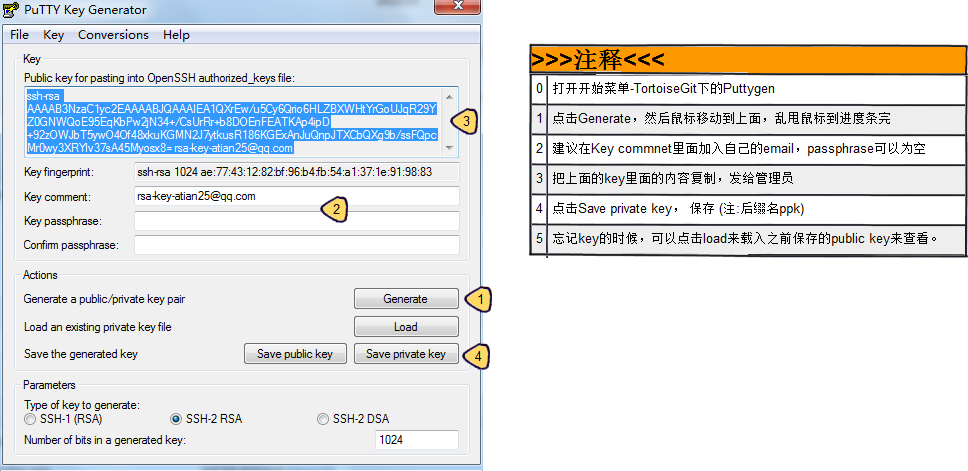 PuTTY Key Generator
File Key Conversions Help
Key
Public key for pasting into OpenSSH authorized_keys file:
ssh-rsa
AAAAB3NzaC1yc2EAAAABJQAAAIEA1QXrEw/u5Cy6Qrio6HLZBXWHtYrGoUJqR29Y
Z0GNWQoE95EqKbPw2jN34+/CsUrRr+b8DOEnFEATKAp4ipD
+92zOWJbT5ywO4Of48xkuKGMN2J7ytkusR186KGExAnJuQnpJTXCbQXg9b/ssFQpc
Mr0wy3XRYIv37sA45Myosx8= rsa-key-atian25@qq.com
3
Key fingerprint: ssh-rsa 1024 ae:77:43:12:82:bf:96:b4:fb:54:a1:37:1e:91:98:83
Key comment: rsa-key-atian25@qq.com
2
Key passphrase:
Confirm passphrase:
Actions
Generate a public/private key pair Generate 1
Load an existing private key file Load
Save the generated key Save public key Save private key 4
Parameters
Type of key to generate:
SSH-1 (RSA) SSH-2 RSA SSH-2 DSA
Number of bits in a generated key: 1024
>>>注释<<<
0 打开开始菜单-TortoiseGit下的Puttygen
1 点击Generate，然后鼠标移动到上面，乱甩鼠标到进度条完
2 建议在Key commnet里面加入自己的email，passphrase可以为空
3 把上面的key里面的内容复制，发给管理员
4 点击Save private key， 保存 (注:后缀名ppk)
5 忘记key的时候，可以点击load来载入之前保存的public key来查看。